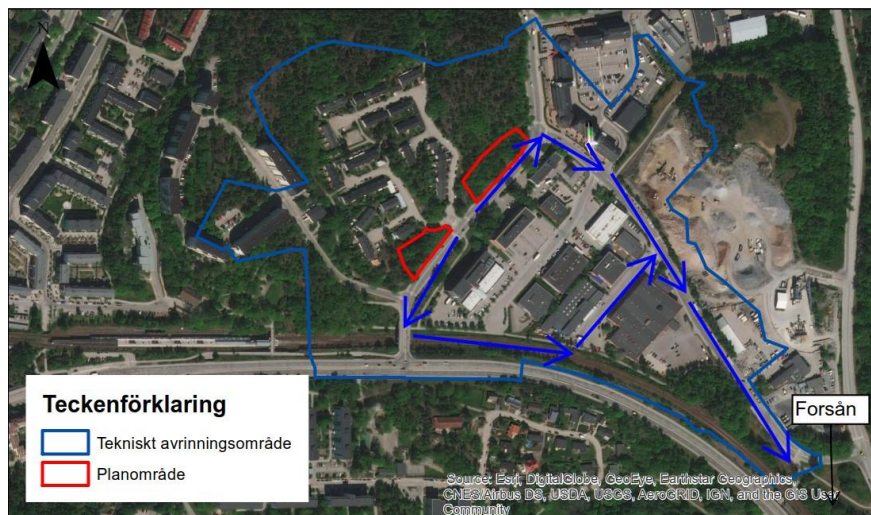 N
Teckenförklaring
Tekniskt avrinningsområde
Planområde
Forsån
Source: Esri, DigitalGlobe, GeoEye, Earthstar Geographics,
CNES/Airbus DS, USDA, USGS, AeroGRID, IGN, and the GIS User
Community